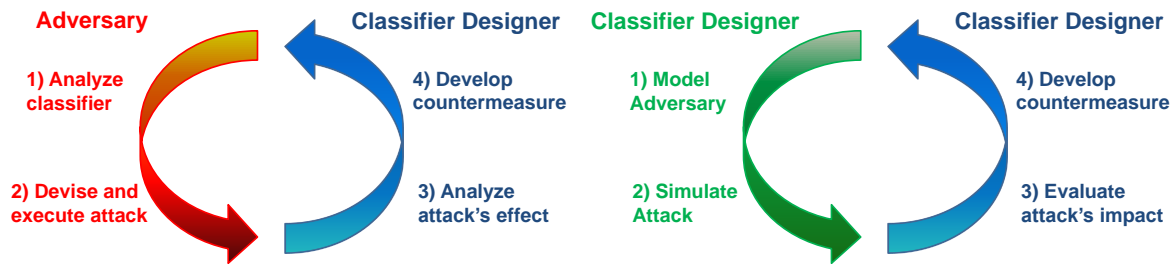 Adversary
Classifier Designer
1) Analyze
classifier
4) Develop
countermeasure
2) Devise and
execute attack
3) Analyze
attack's effect
Classifier Designer
Classifier Designer
1) Model
Adversary
4) Develop
countermeasure
2) Simulate
Attack
3) Evaluate
attack's impact